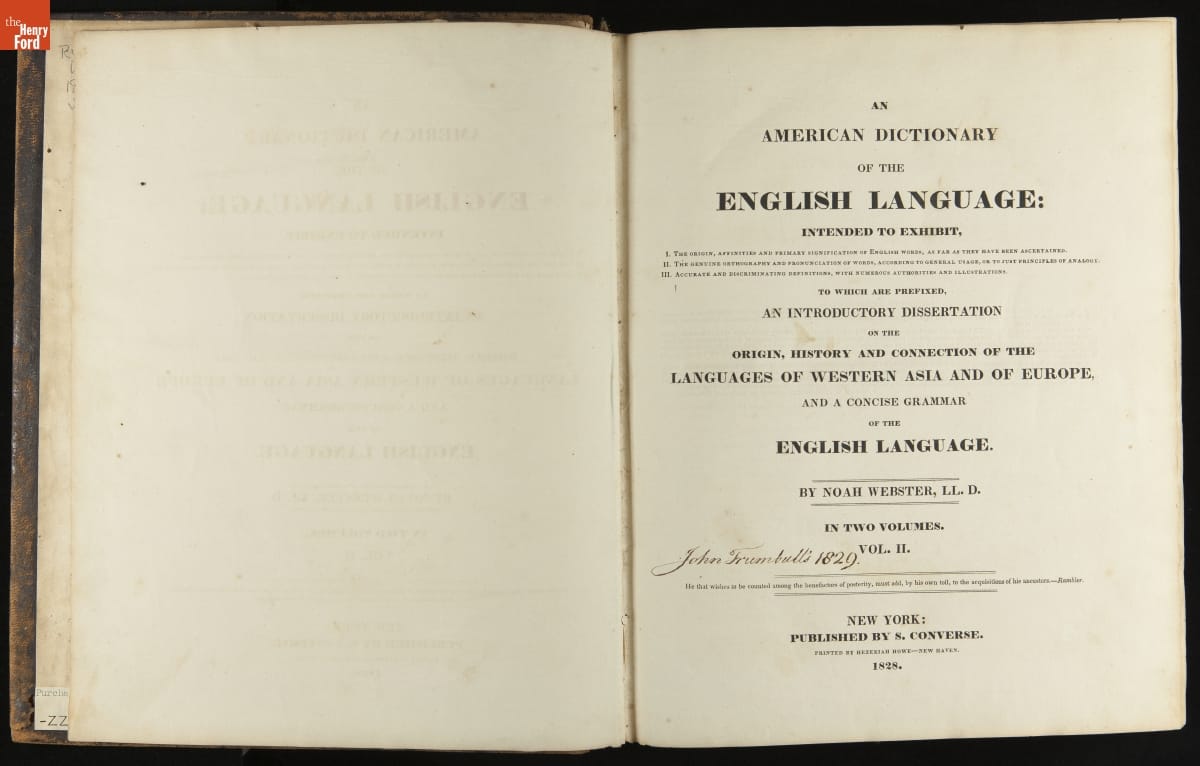 the
Henry
Ford
Purcha
-ZZ
AN
AMERICAN DICTIONARY
OF THE
ENGLISH LANGUAGE:
INTENDED TO EXHIBIT,
I. THE ORIGIN, AFFINITIES AND PRIMARY SIGNIFICATION OF ENGLISH WORDS, AS FAR AS THEY HAVE BEEN ASCERTAINED.
II. THE GENUINE ORTHOGRAPHY AND PRONUNCIATION OF WORDS, ACCORDING TO GENERAL USAGE, OR TO JUST PRINCIPLES OF ANALOGY.
III. ACCURATE AND DISCRIMINATING DEFINITIONS, WITH NUMEROUS AUTHORITIES AND ILLUSTRATIONS.
TO WHICH ARE PREFIXED,
AN INTRODUCTORY DISSERTATION
ON THE
ORIGIN, HISTORY AND CONNECTION OF THE
LANGUAGES OF WESTERN ASIA AND OF EUROPE,
AND A CONCISE GRAMMAR
OF THE
ENGLISH LANGUAGE.
BY NOAH WEBSTER, LL. D.
IN TWO VOLUMES.
VOL. II.
John Trumbull's 1829.
He that wishes to be counted among the benefactors of posterity, must add, by his own toil, to the acquisitions of his ancestors.—Rambler.
NEW YORK:
PUBLISHED BY S. CONVERSE.
PRINTED BY HEZEKIAH HOWE—NEW HAVEN.
1828.